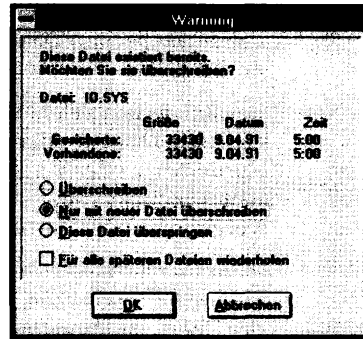 Warnung
Diese Datei existiert bereits.
Möchten Sie sie überschreiben?
Datei: IO.SYS
Größe Datum Zeit
Gesicherte: 33430 9.04.91 5:00
Vorhandene: 33430 9.04.91 5:00
Überschreiben
Nur mit neuer Datei überschreiben
Diese Datei überspringen
Für alle späteren Dateien wiederholen
OK Abbrechen